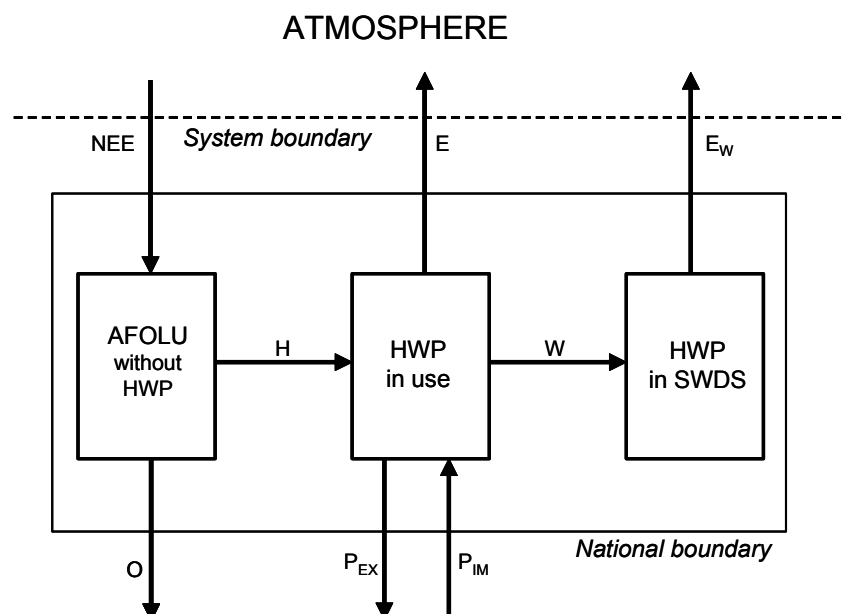 ATMOSPHERE
NEE
System boundary
E
E_W
AFOLU
without
HWP
H
HWP
in use
W
HWP
in SWDS
National boundary
O
P_EX
P_IM